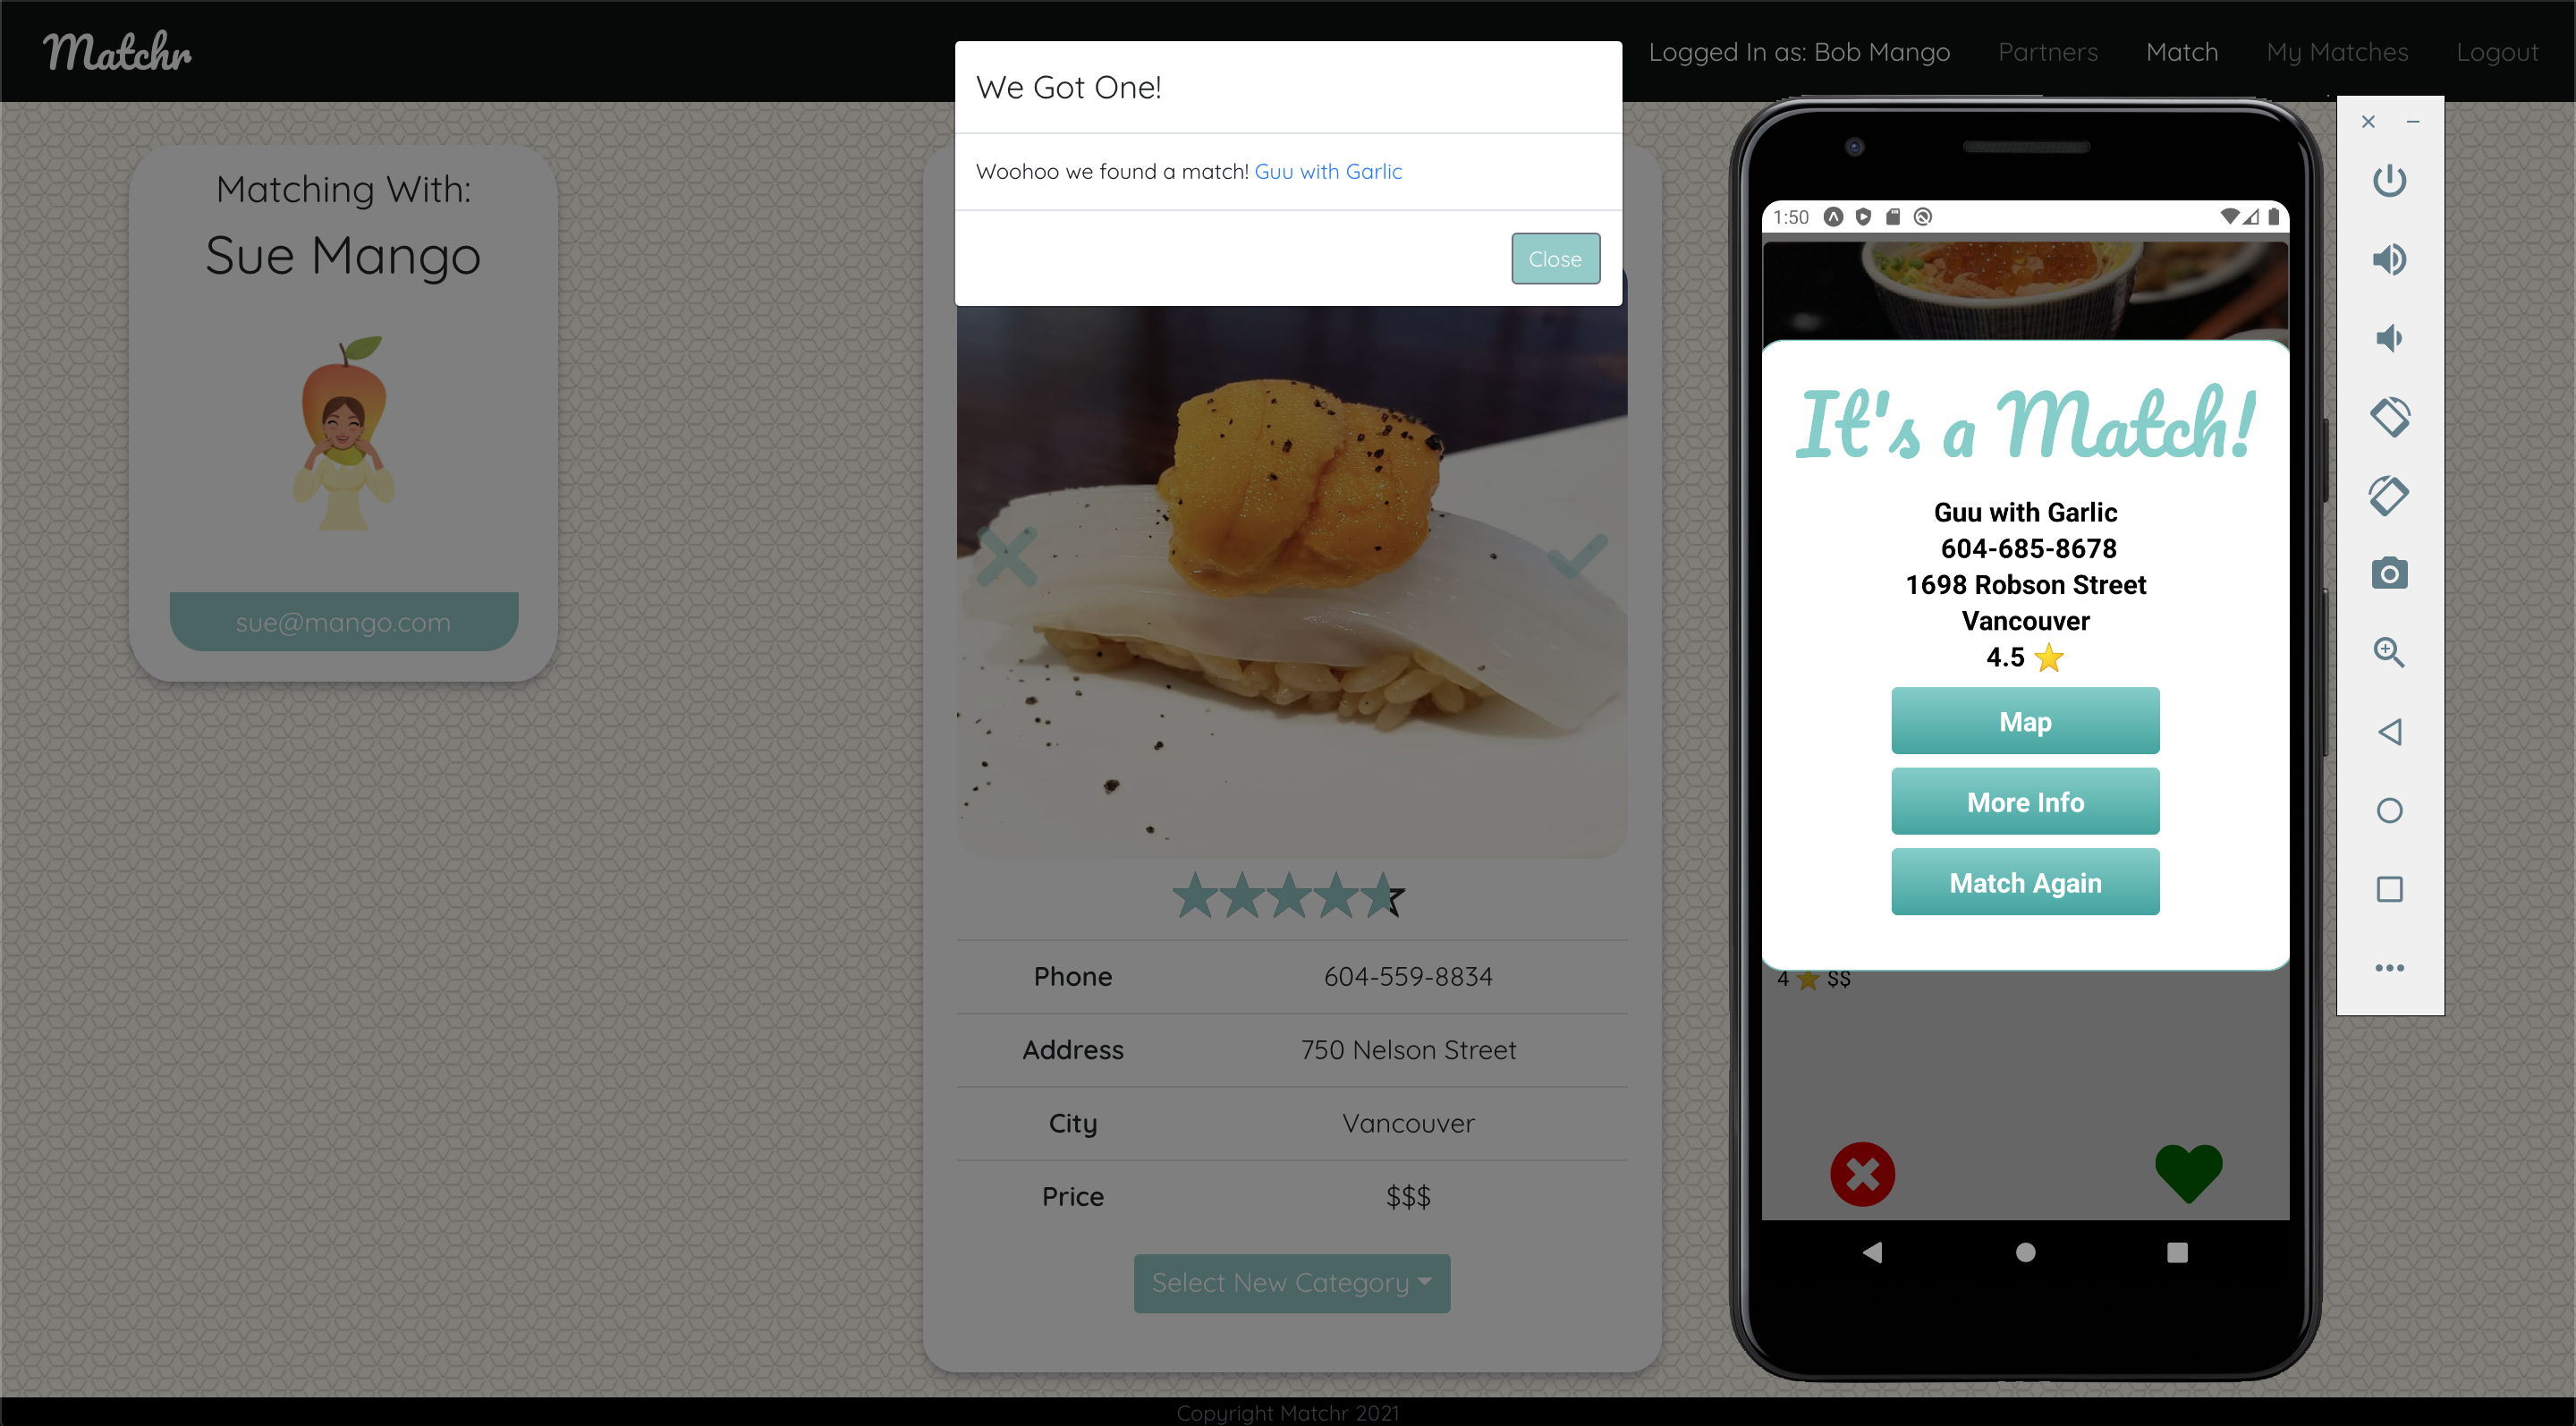 Matchr
Logged In as: Bob Mango
Partners
Match
My Matches
Logout
We Got One!
Woohoo we found a match! Guu with Garlic
Close
Matching With:
Sue Mango
sue@mango.com
Phone 604-559-8834
Address 750 Nelson Street
City Vancouver
Price $$$
Select New Category
1:50
It's a Match!
Guu with Garlic
604-685-8678
1698 Robson Street
Vancouver
4.5
Map
More Info
Match Again
4 $$
Copyright Matchr 2021